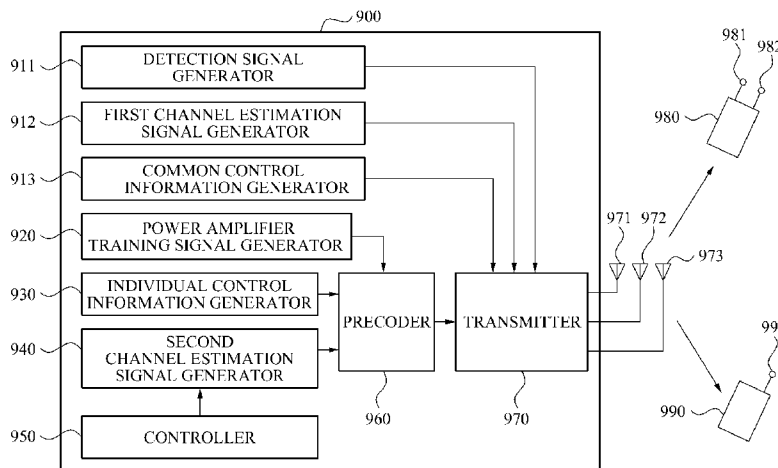 900
911
DETECTION SIGNAL
GENERATOR
912
FIRST CHANNEL ESTIMATION
SIGNAL GENERATOR
913
COMMON CONTROL
INFORMATION GENERATOR
920
POWER AMPLIFIER
TRAINING SIGNAL GENERATOR
930
INDIVIDUAL CONTROL
INFORMATION GENERATOR
940
SECOND
CHANNEL ESTIMATION
SIGNAL GENERATOR
950
CONTROLLER
PRECODER
960
TRANSMITTER
970
971
972
973
980
981
982
990